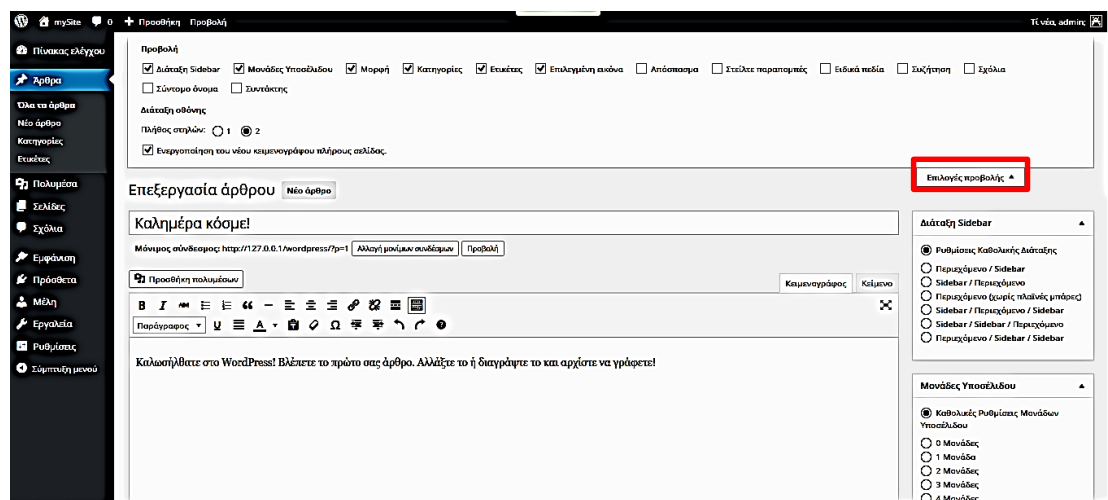 mySite 0 Προσθήκη Προβολή Τί νέα, admin;
Πίνακας ελέγχου
Άρθρα
Όλα τα άρθρα
Νέο άρθρο
Κατηγορίες
Ετικέτες
Πολυμέσα
Σελίδες
Σχόλια
Εμφάνιση
Πρόσθετα
Μέλη
Εργαλεία
Ρυθμίσεις
Σύμπτυξη μενού
Προβολή
Διάταξη Sidebar Μονάδες Υποσέλιδου Μορφή Κατηγορίες Ετικέτες Επιλεγμένη εικόνα Απόσπασμα Στείλτε παραπομπές Ειδικά πεδία Συζήτηση Σχόλια
Σύντομο όνομα Συντάκτης
Διάταξη οθόνης
Πλήθος στηλών: 1 2
Ενεργοποίηση του νέου κειμενογράφου πλήρους σελίδας.
Επιλογές προβολής
Επεξεργασία άρθρου Νέο άρθρο
Καλημέρα κόσμε!
Μόνιμος σύνδεσμος: http://127.0.0.1/wordpress/?p=1 Αλλαγή μονίμων συνδέσμων Προβολή
Προσθήκη πολυμέσων Κειμενογράφος Κείμενο
B I ABC
Παράγραφος U A Ω
Καλωσήλθατε στο WordPress! Βλέπετε το πρώτο σας άρθρο. Αλλάξτε το ή διαγράψτε το και αρχίστε να γράφετε!
Διάταξη Sidebar
Ρυθμίσεις Καθολικής Διάταξης
Περιεχόμενο / Sidebar
Sidebar / Περιεχόμενο
Περιεχόμενο (χωρίς πλαϊνές μπάρες)
Sidebar / Περιεχόμενο / Sidebar
Sidebar / Sidebar / Περιεχόμενο
Περιεχόμενο / Sidebar / Sidebar
Μονάδες Υποσέλιδου
Καθολικές Ρυθμίσεις Μονάδων
Υποσέλιδου
0 Μονάδες
1 Μονάδα
2 Μονάδες
3 Μονάδες
4 Μονάδες